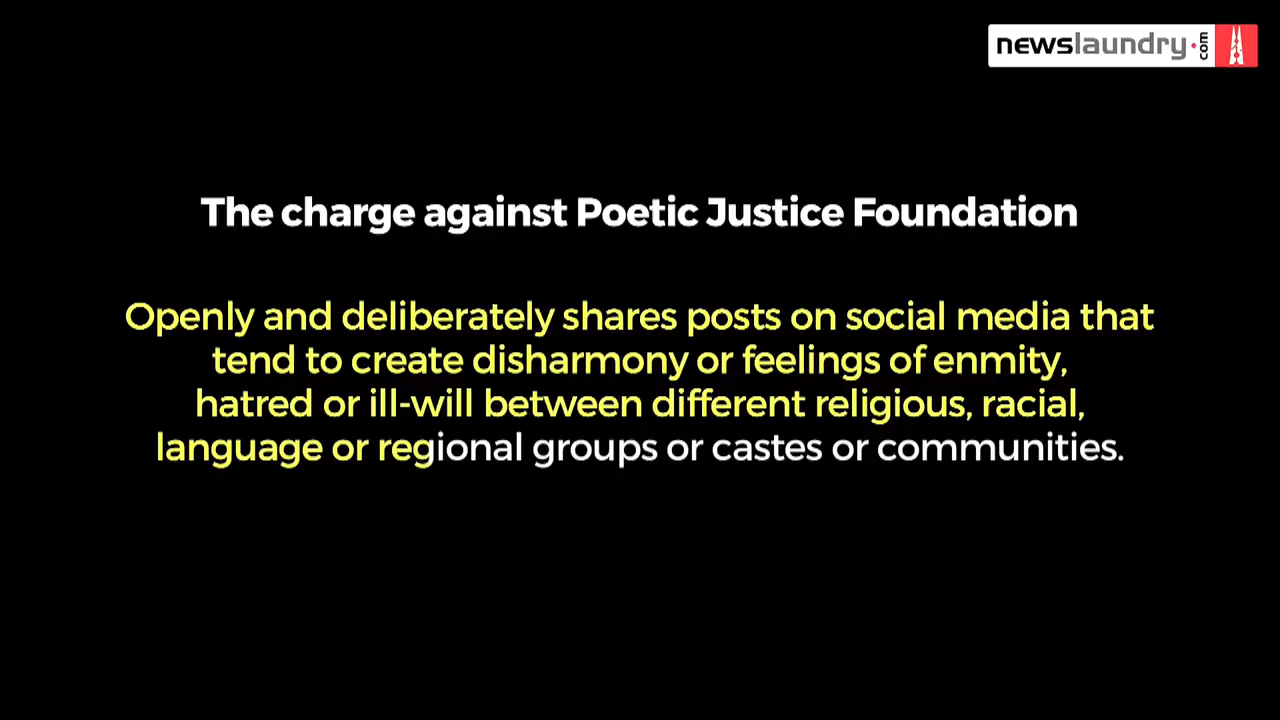 newslaundry.com
The charge against Poetic Justice Foundation
Openly and deliberately shares posts on social media that
tend to create disharmony or feelings of enmity,
hatred or ill-will between different religious, racial,
language or regional groups or castes or communities.